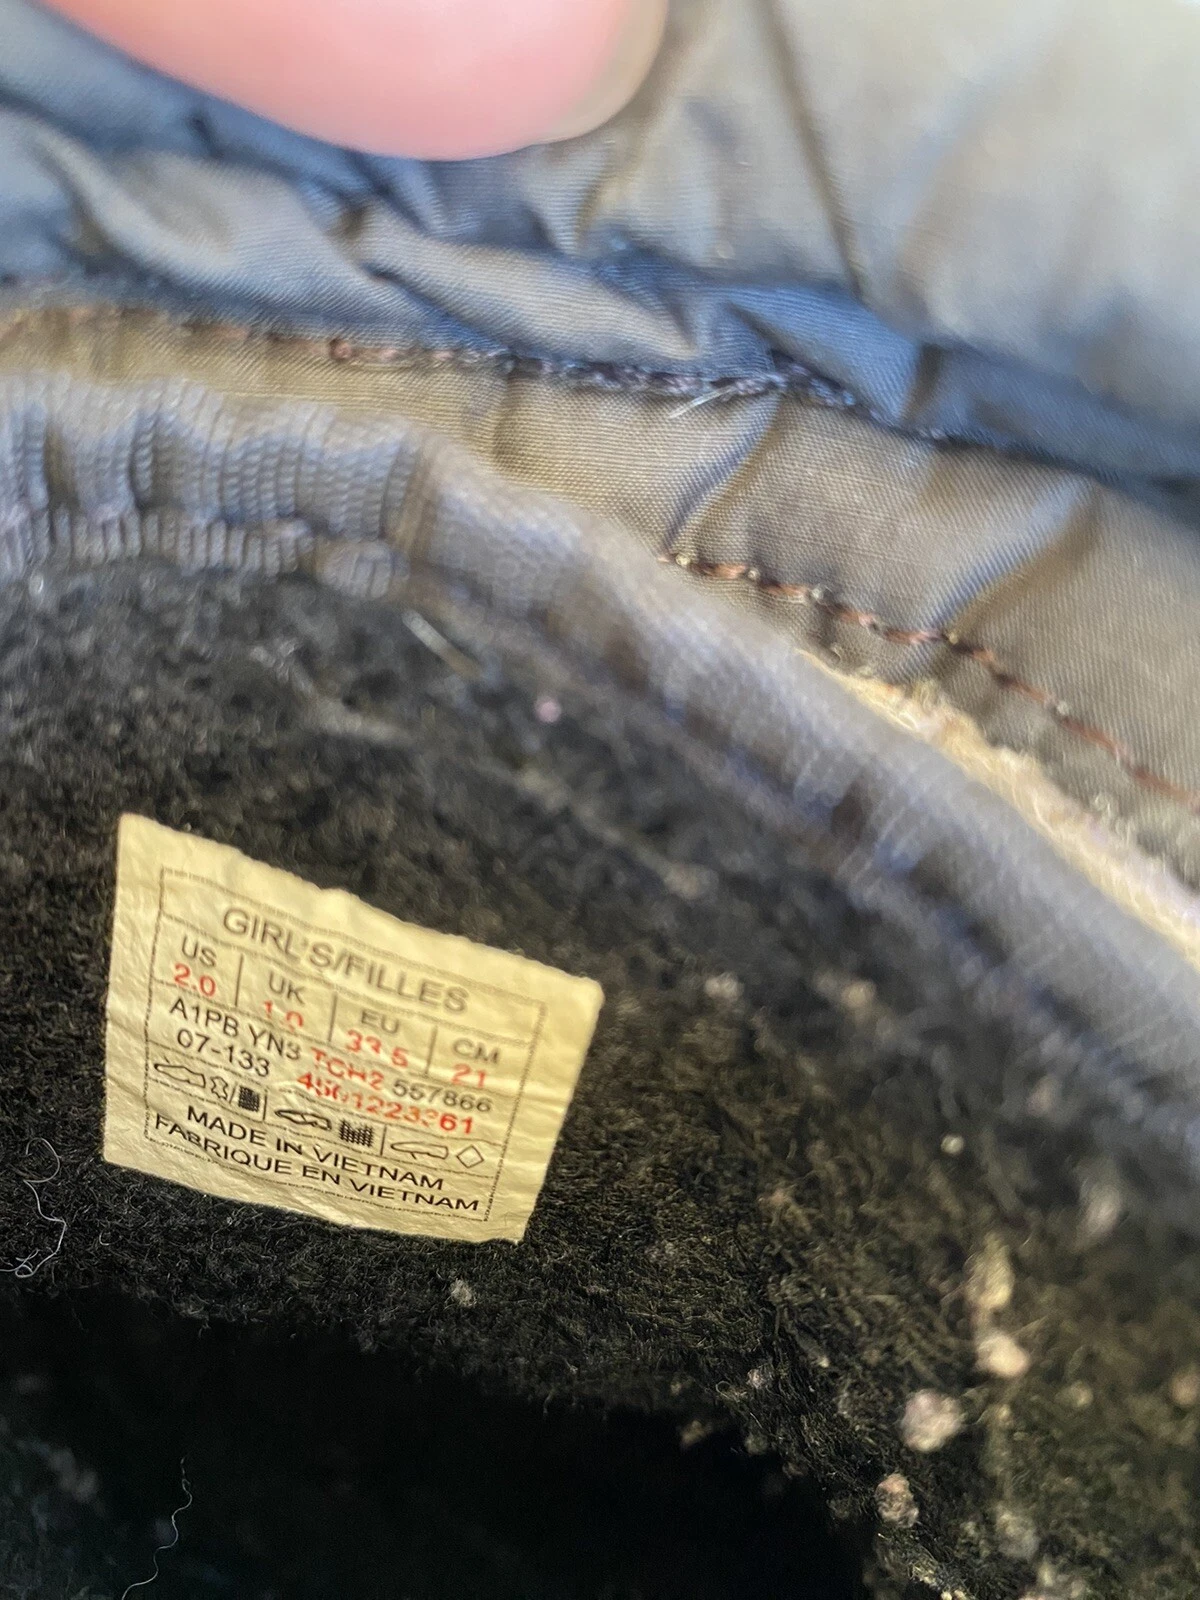 GIRL'S/FILLES
US UK EU CM
2.0 1.0 33.5 21
A1PB YN3 TCH2 557866
07-133
MADE IN VIETNAM
FABRIQUE EN VIETNAM